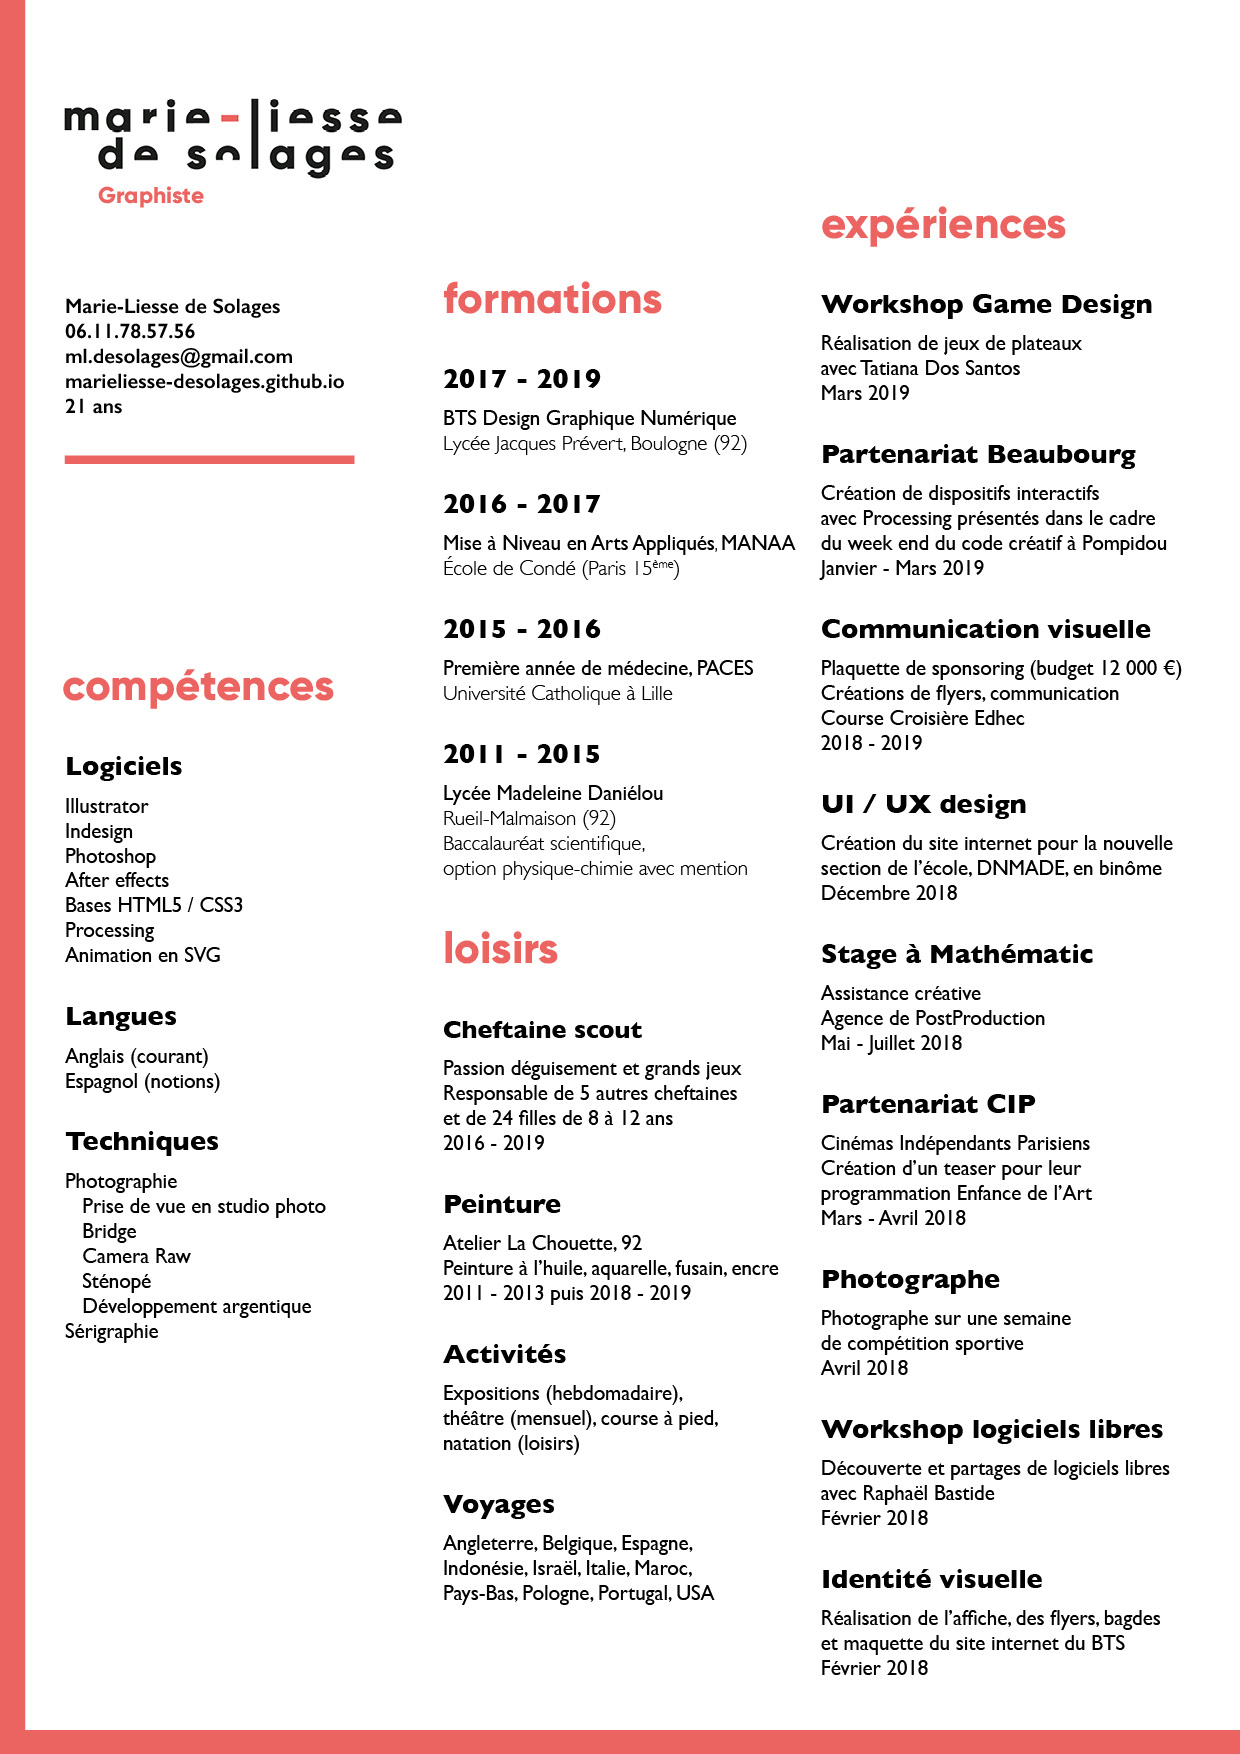 marie-liesse
de solages
Graphiste
Marie-Liesse de Solages
06.11.78.57.56
ml.desolages@gmail.com
marieliesse-desolages.github.io
21 ans
compétences
Logiciels
Illustrator
Indesign
Photoshop
After effects
Bases HTML5 / CSS3
Processing
Animation en SVG
Langues
Anglais (courant)
Espagnol (notions)
Techniques
Photographie
Prise de vue en studio photo
Bridge
Camera Raw
Sténopé
Développement argentique
Sérigraphie
formations
2017 - 2019
BTS Design Graphique Numérique
Lycée Jacques Prévert, Boulogne (92)
2016 - 2017
Mise à Niveau en Arts Appliqués, MANAA
École de Condé (Paris 15ème)
2015 - 2016
Première année de médecine, PACES
Université Catholique à Lille
2011 - 2015
Lycée Madeleine Daniélou
Rueil-Malmaison (92)
Baccalauréat scientifique,
option physique-chimie avec mention
loisirs
Cheftaine scout
Passion déguisement et grands jeux
Responsable de 5 autres cheftaines
et de 24 filles de 8 à 12 ans
2016 - 2019
Peinture
Atelier La Chouette, 92
Peinture à l'huile, aquarelle, fusain, encre
2011 - 2013 puis 2018 - 2019
Activités
Expositions (hebdomadaire),
théâtre (mensuel), course à pied,
natation (loisirs)
Voyages
Angleterre, Belgique, Espagne,
Indonésie, Israël, Italie, Maroc,
Pays-Bas, Pologne, Portugal, USA
expériences
Workshop Game Design
Réalisation de jeux de plateaux
avec Tatiana Dos Santos
Mars 2019
Partenariat Beaubourg
Création de dispositifs interactifs
avec Processing présentés dans le cadre
du week end du code créatif à Pompidou
Janvier - Mars 2019
Communication visuelle
Plaquette de sponsoring (budget 12 000 €)
Créations de flyers, communication
Course Croisière Edhec
2018 - 2019
UI / UX design
Création du site internet pour la nouvelle
section de l'école, DNMADE, en binôme
Décembre 2018
Stage à Mathématic
Assistance créative
Agence de PostProduction
Mai - Juillet 2018
Partenariat CIP
Cinémas Indépendants Parisiens
Création d'un teaser pour leur
programmation Enfance de l'Art
Mars - Avril 2018
Photographe
Photographe sur une semaine
de compétition sportive
Avril 2018
Workshop logiciels libres
Découverte et partages de logiciels libres
avec Raphaël Bastide
Février 2018
Identité visuelle
Réalisation de l'affiche, des flyers, bagdes
et maquette du site internet du BTS
Février 2018